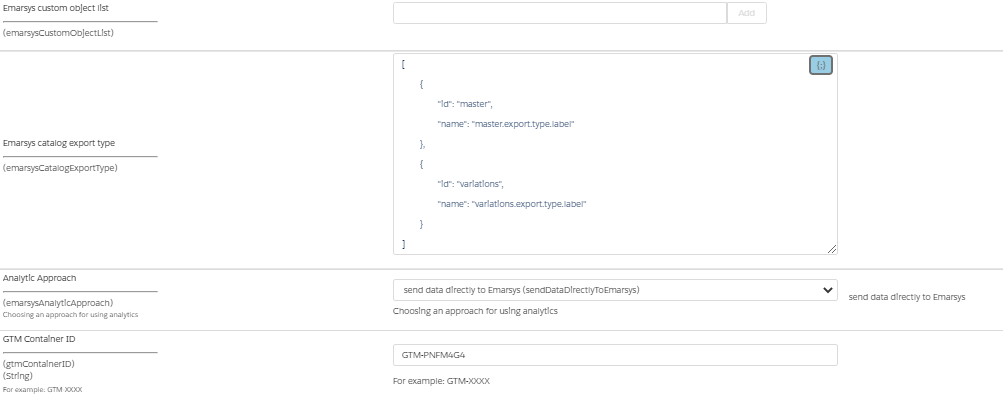 Emarsys custom object list
(emarsysCustomObjectList)
Add
Emarsys catalog export type
(emarsysCatalogExportType)
[
{
"id": "master",
"name": "master.export.type.label"
},
{
"id": "variations",
"name": "variations.export.type.label"
}
]
{;}
Analytic Approach
(emarsysAnalyticApproach)
Choosing an approach for using analytics
send data directly to Emarsys (sendDataDirectlyToEmarsys)
Choosing an approach for using analytics
send data directly to Emarsys
GTM Container ID
(gtmContainerID)
(String)
For example: GTM-XXXX
GTM-PNFM4G4
For example: GTM-XXXX